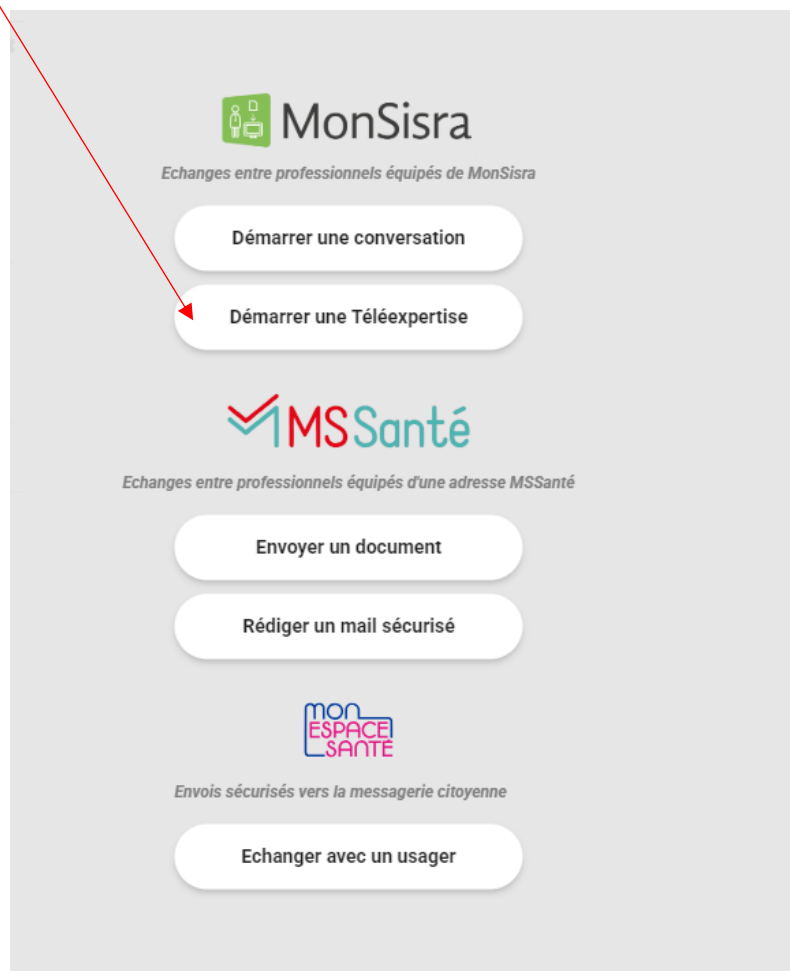 MonSisra
Echanges entre professionnels équipés de MonSisra
Démarrer une conversation
Démarrer une Téléexpertise
MSSanté
Echanges entre professionnels équipés d'une adresse MSSanté
Envoyer un document
Rédiger un mail sécurisé
mon
ESPACE
SANTÉ
Envois sécurisés vers la messagerie citoyenne
Echanger avec un usager